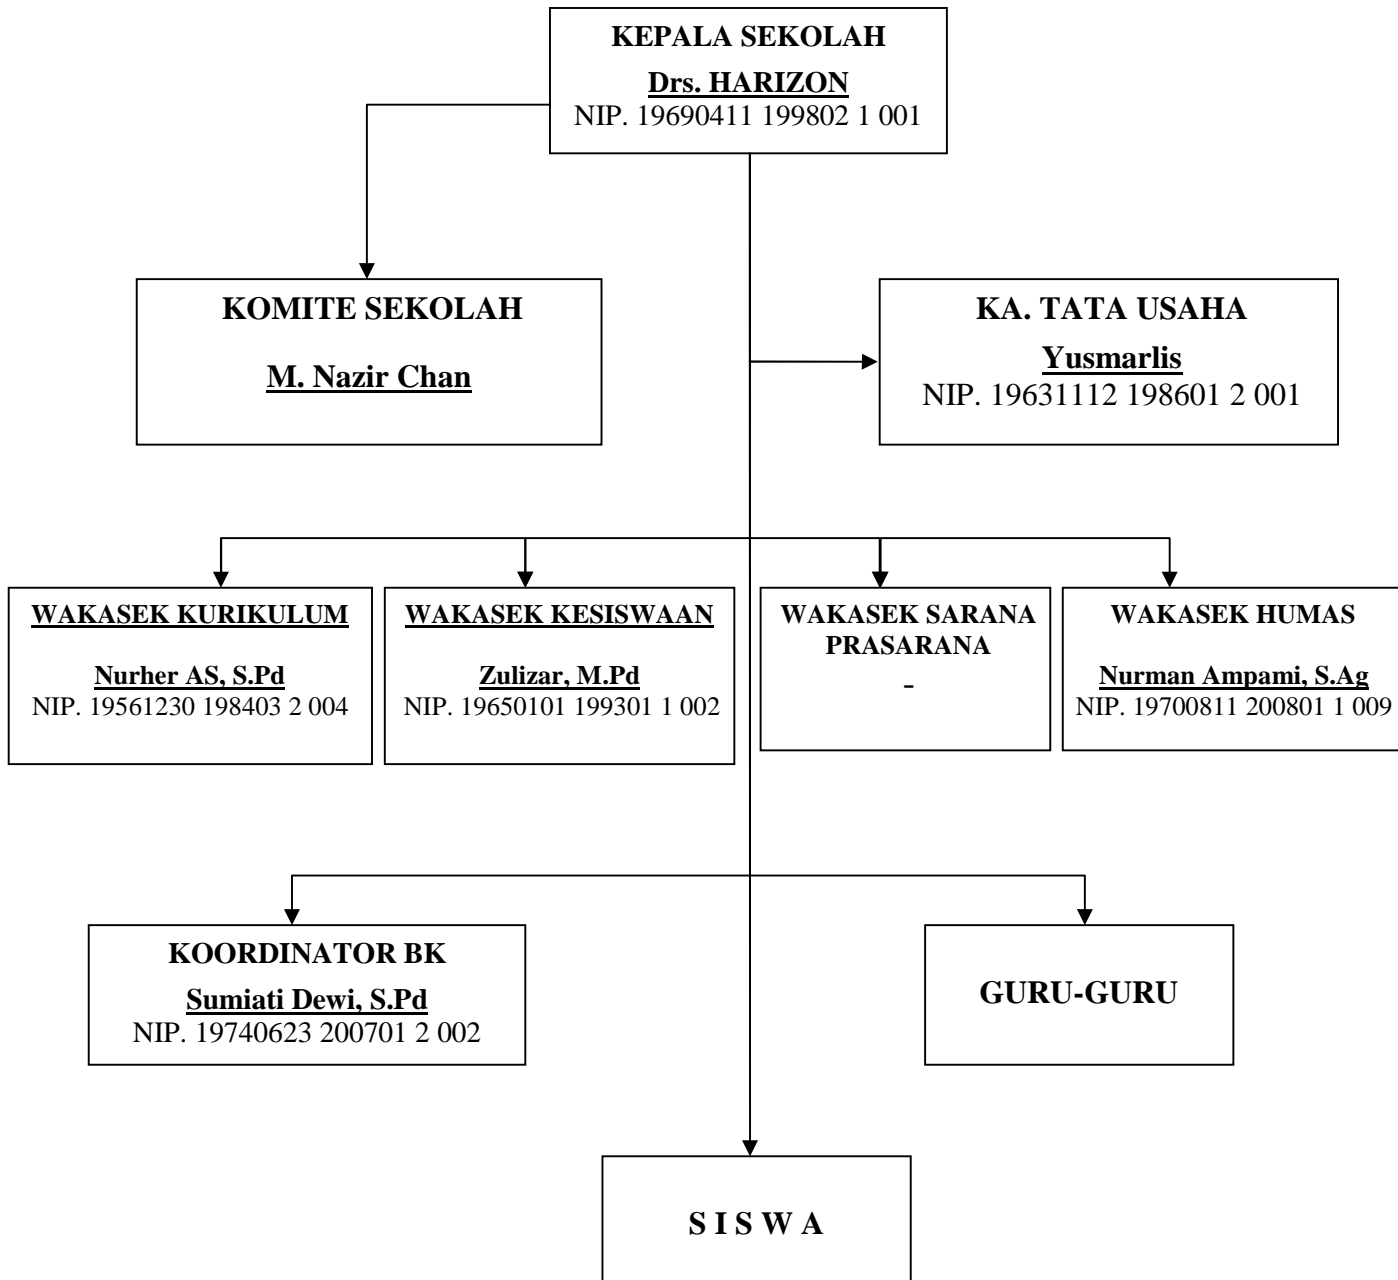 KEPALA SEKOLAH
Drs. HARIZON
NIP. 19690411 199802 1 001
KOMITE SEKOLAH
M. Nazir Chan
KA. TATA USAHA
Yusmarlis
NIP. 19631112 198601 2 001
WAKASEK KURIKULUM
Nurher AS, S.Pd
NIP. 19561230 198403 2 004
WAKASEK KESISWAAN
Zulizar, M.Pd
NIP. 19650101 199301 1 002
WAKASEK SARANA
PRASARANA
-
WAKASEK HUMAS
Nurman Ampami, S.Ag
NIP. 19700811 200801 1 009
KOORDINATOR BK
Sumiati Dewi, S.Pd
NIP. 19740623 200701 2 002
GURU-GURU
S I S W A